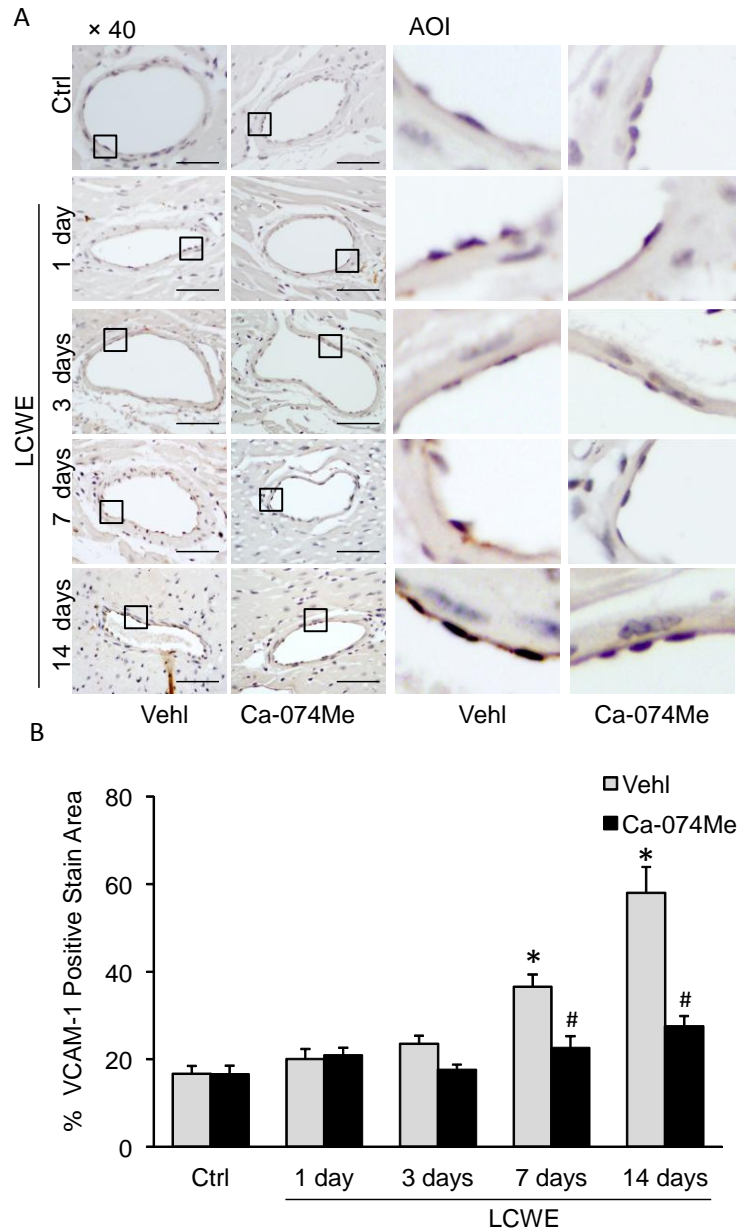 A
× 40
AOI
Ctrl
1 day
3 days
7 days
14 days
LCWE
Vehl
Ca-074Me
Vehl
Ca-074Me
B
% VCAM-1 Positive Stain Area
80
60
40
20
0
Vehl
Ca-074Me
*
#
*
#
Ctrl
1 day
3 days
7 days
14 days
LCWE